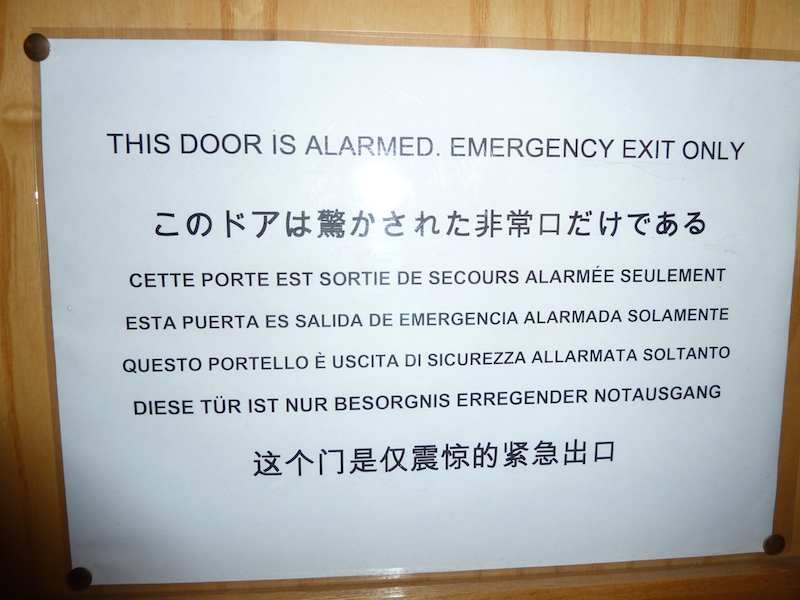 THIS DOOR IS ALARMED. EMERGENCY EXIT ONLY
このドアは驚かされた非常口だけである
CETTE PORTE EST SORTIE DE SECOURS ALARMÉE SEULEMENT
ESTA PUERTA ES SALIDA DE EMERGENCIA ALARMADA SOLAMENTE
QUESTO PORTELLO È USCITA DI SICUREZZA ALLARMATA SOLTANTO
DIESE TÜR IST NUR BESORGNIS ERREGENDER NOTAUSGANG
这个门是仅震惊的紧急出口